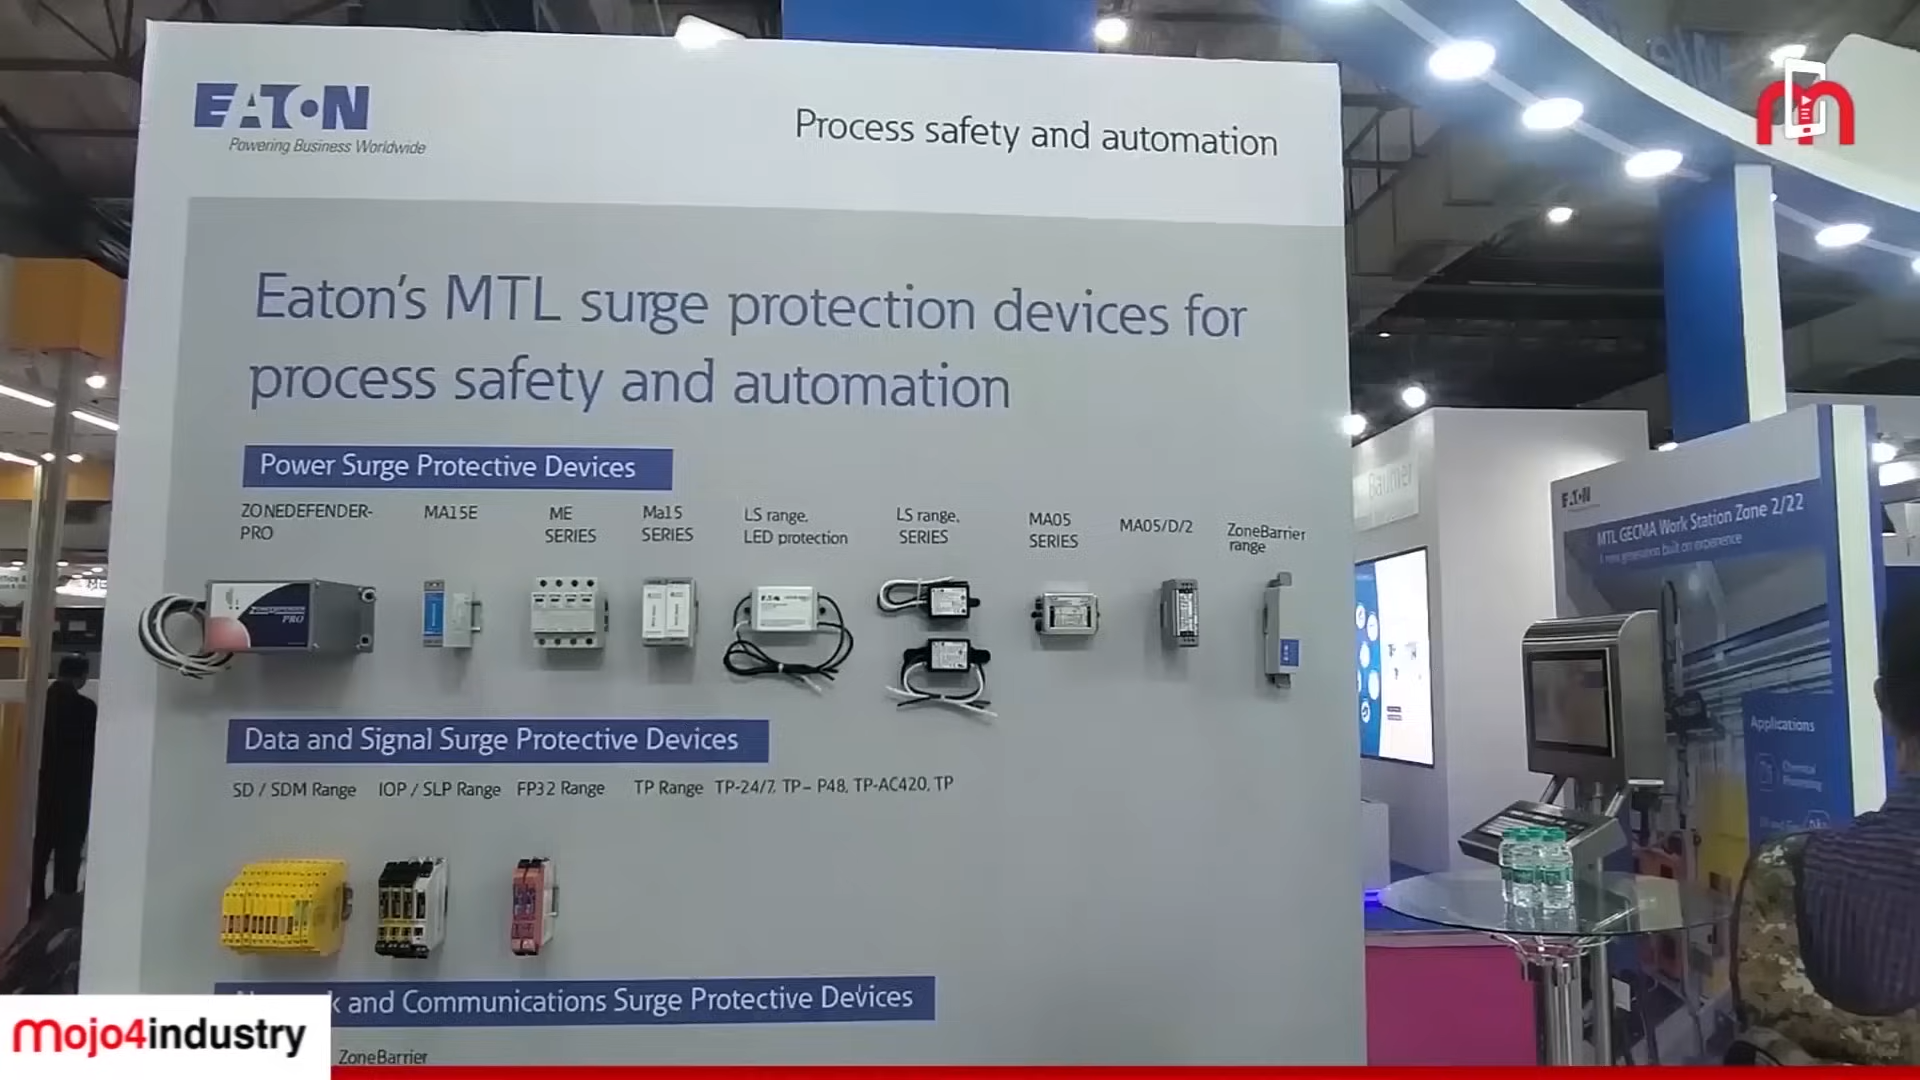 EATON
Powering Business Worldwide
Process safety and automation
Eaton's MTL surge protection devices for
process safety and automation
Power Surge Protective Devices
ZONEDEFENDER-
PRO
MA15E
ME
SERIES
Ma15
SERIES
LS range,
LED protection
LS range,
SERIES
MA05
SERIES
MA05/D/2
ZoneBarrier
range
PRO
Data and Signal Surge Protective Devices
SD / SDM Range
IOP / SLP Range
FP32 Range
TP Range
TP-24/7, TP- P48, TP-AC420, TP
k and Communications Surge Protective Devices
ZoneBarrier
mojo4industry
Baumer
EATON
MTL GECMA Work Station Zone 2/22
Applications
Chemical